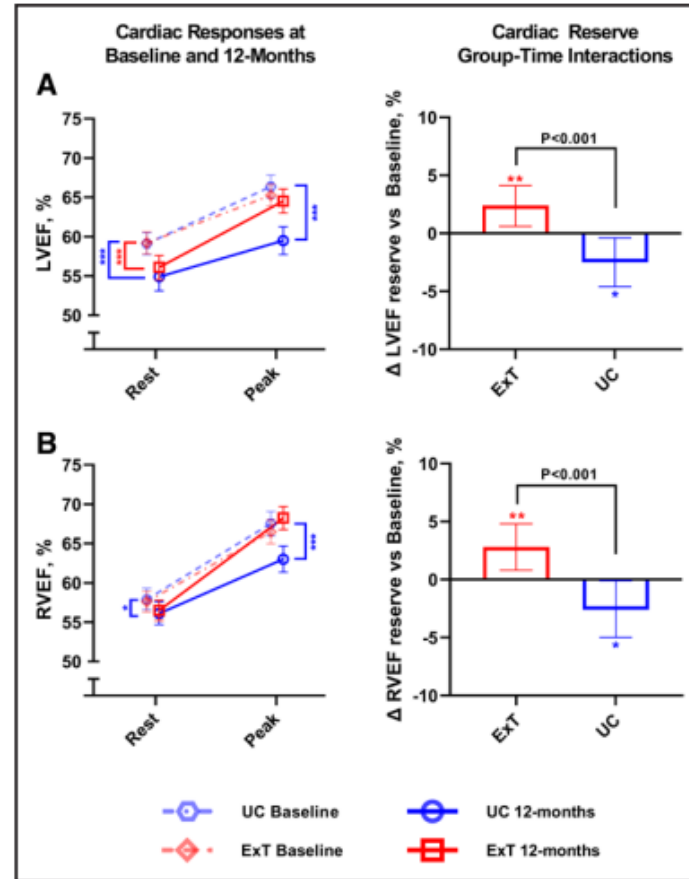 Cardiac Responses at
Baseline and 12-Months
Cardiac Reserve
Group-Time Interactions
A
LVEF, %
75
70
65
60
55
50
***
***
***
Rest
Peak
Δ LVEF reserve vs Baseline, %
10
5
0
-5
-10
P<0.001
**
*
ExT
UC
B
RVEF, %
75
70
65
60
55
50
*
***
Rest
Peak
Δ RVEF reserve vs Baseline, %
10
5
0
-5
-10
P<0.001
**
*
ExT
UC
UC Baseline
UC 12-months
ExT Baseline
ExT 12-months